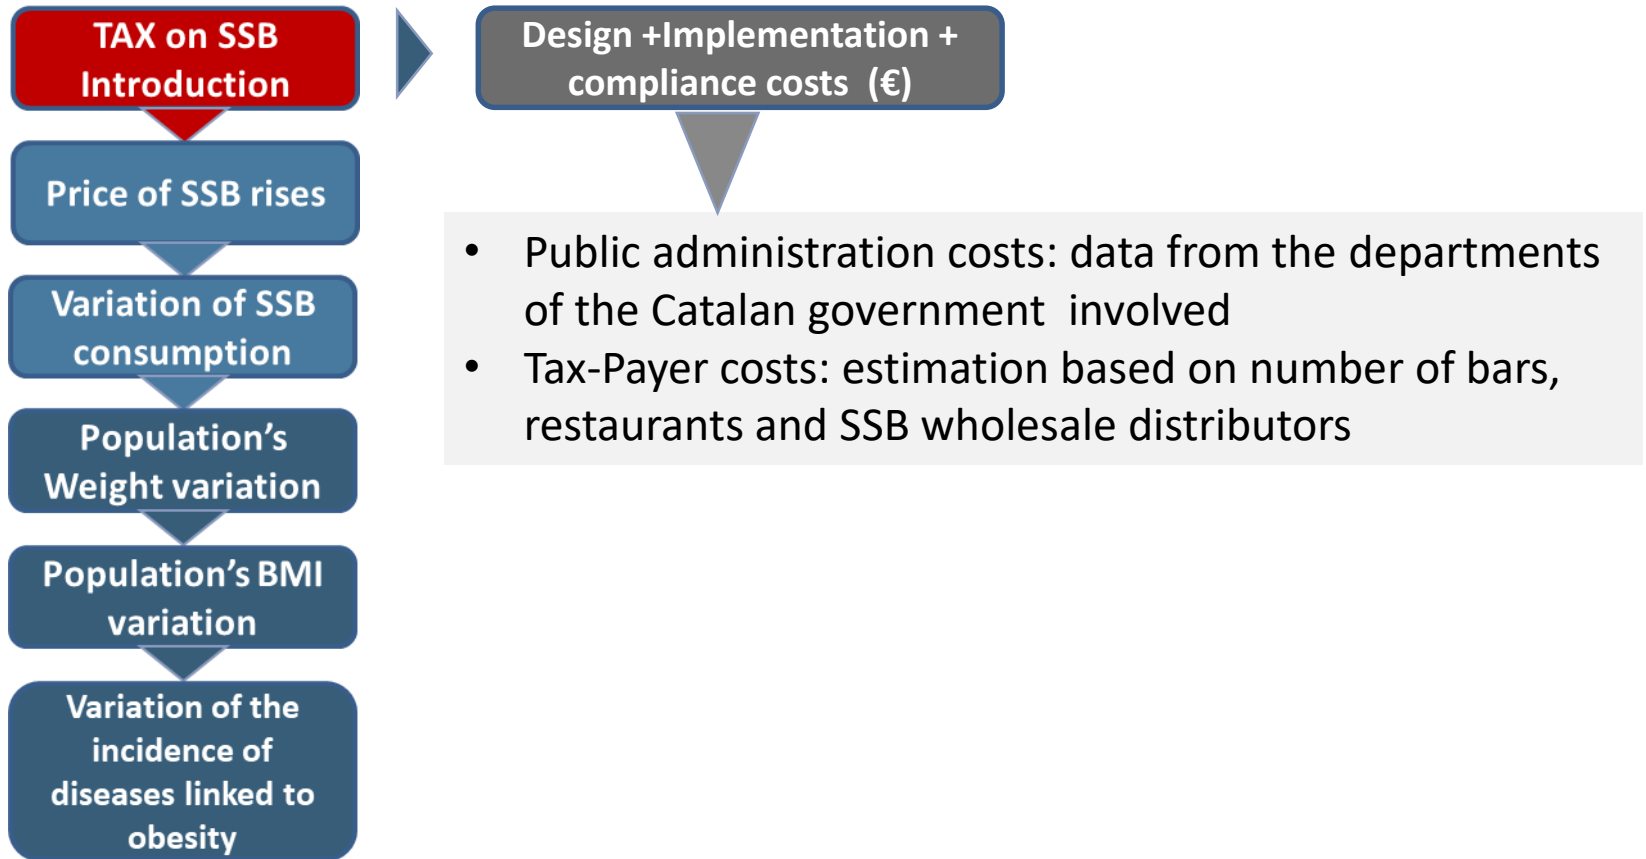 TAX on SSB
Introduction
Design +Implementation +
compliance costs (€)
Price of SSB rises
Variation of SSB
consumption
Population’s
Weight variation
Population’s BMI
variation
Variation of the
incidence of
diseases linked to
obesity
• Public administration costs: data from the departments
of the Catalan government involved
• Tax-Payer costs: estimation based on number of bars,
restaurants and SSB wholesale distributors